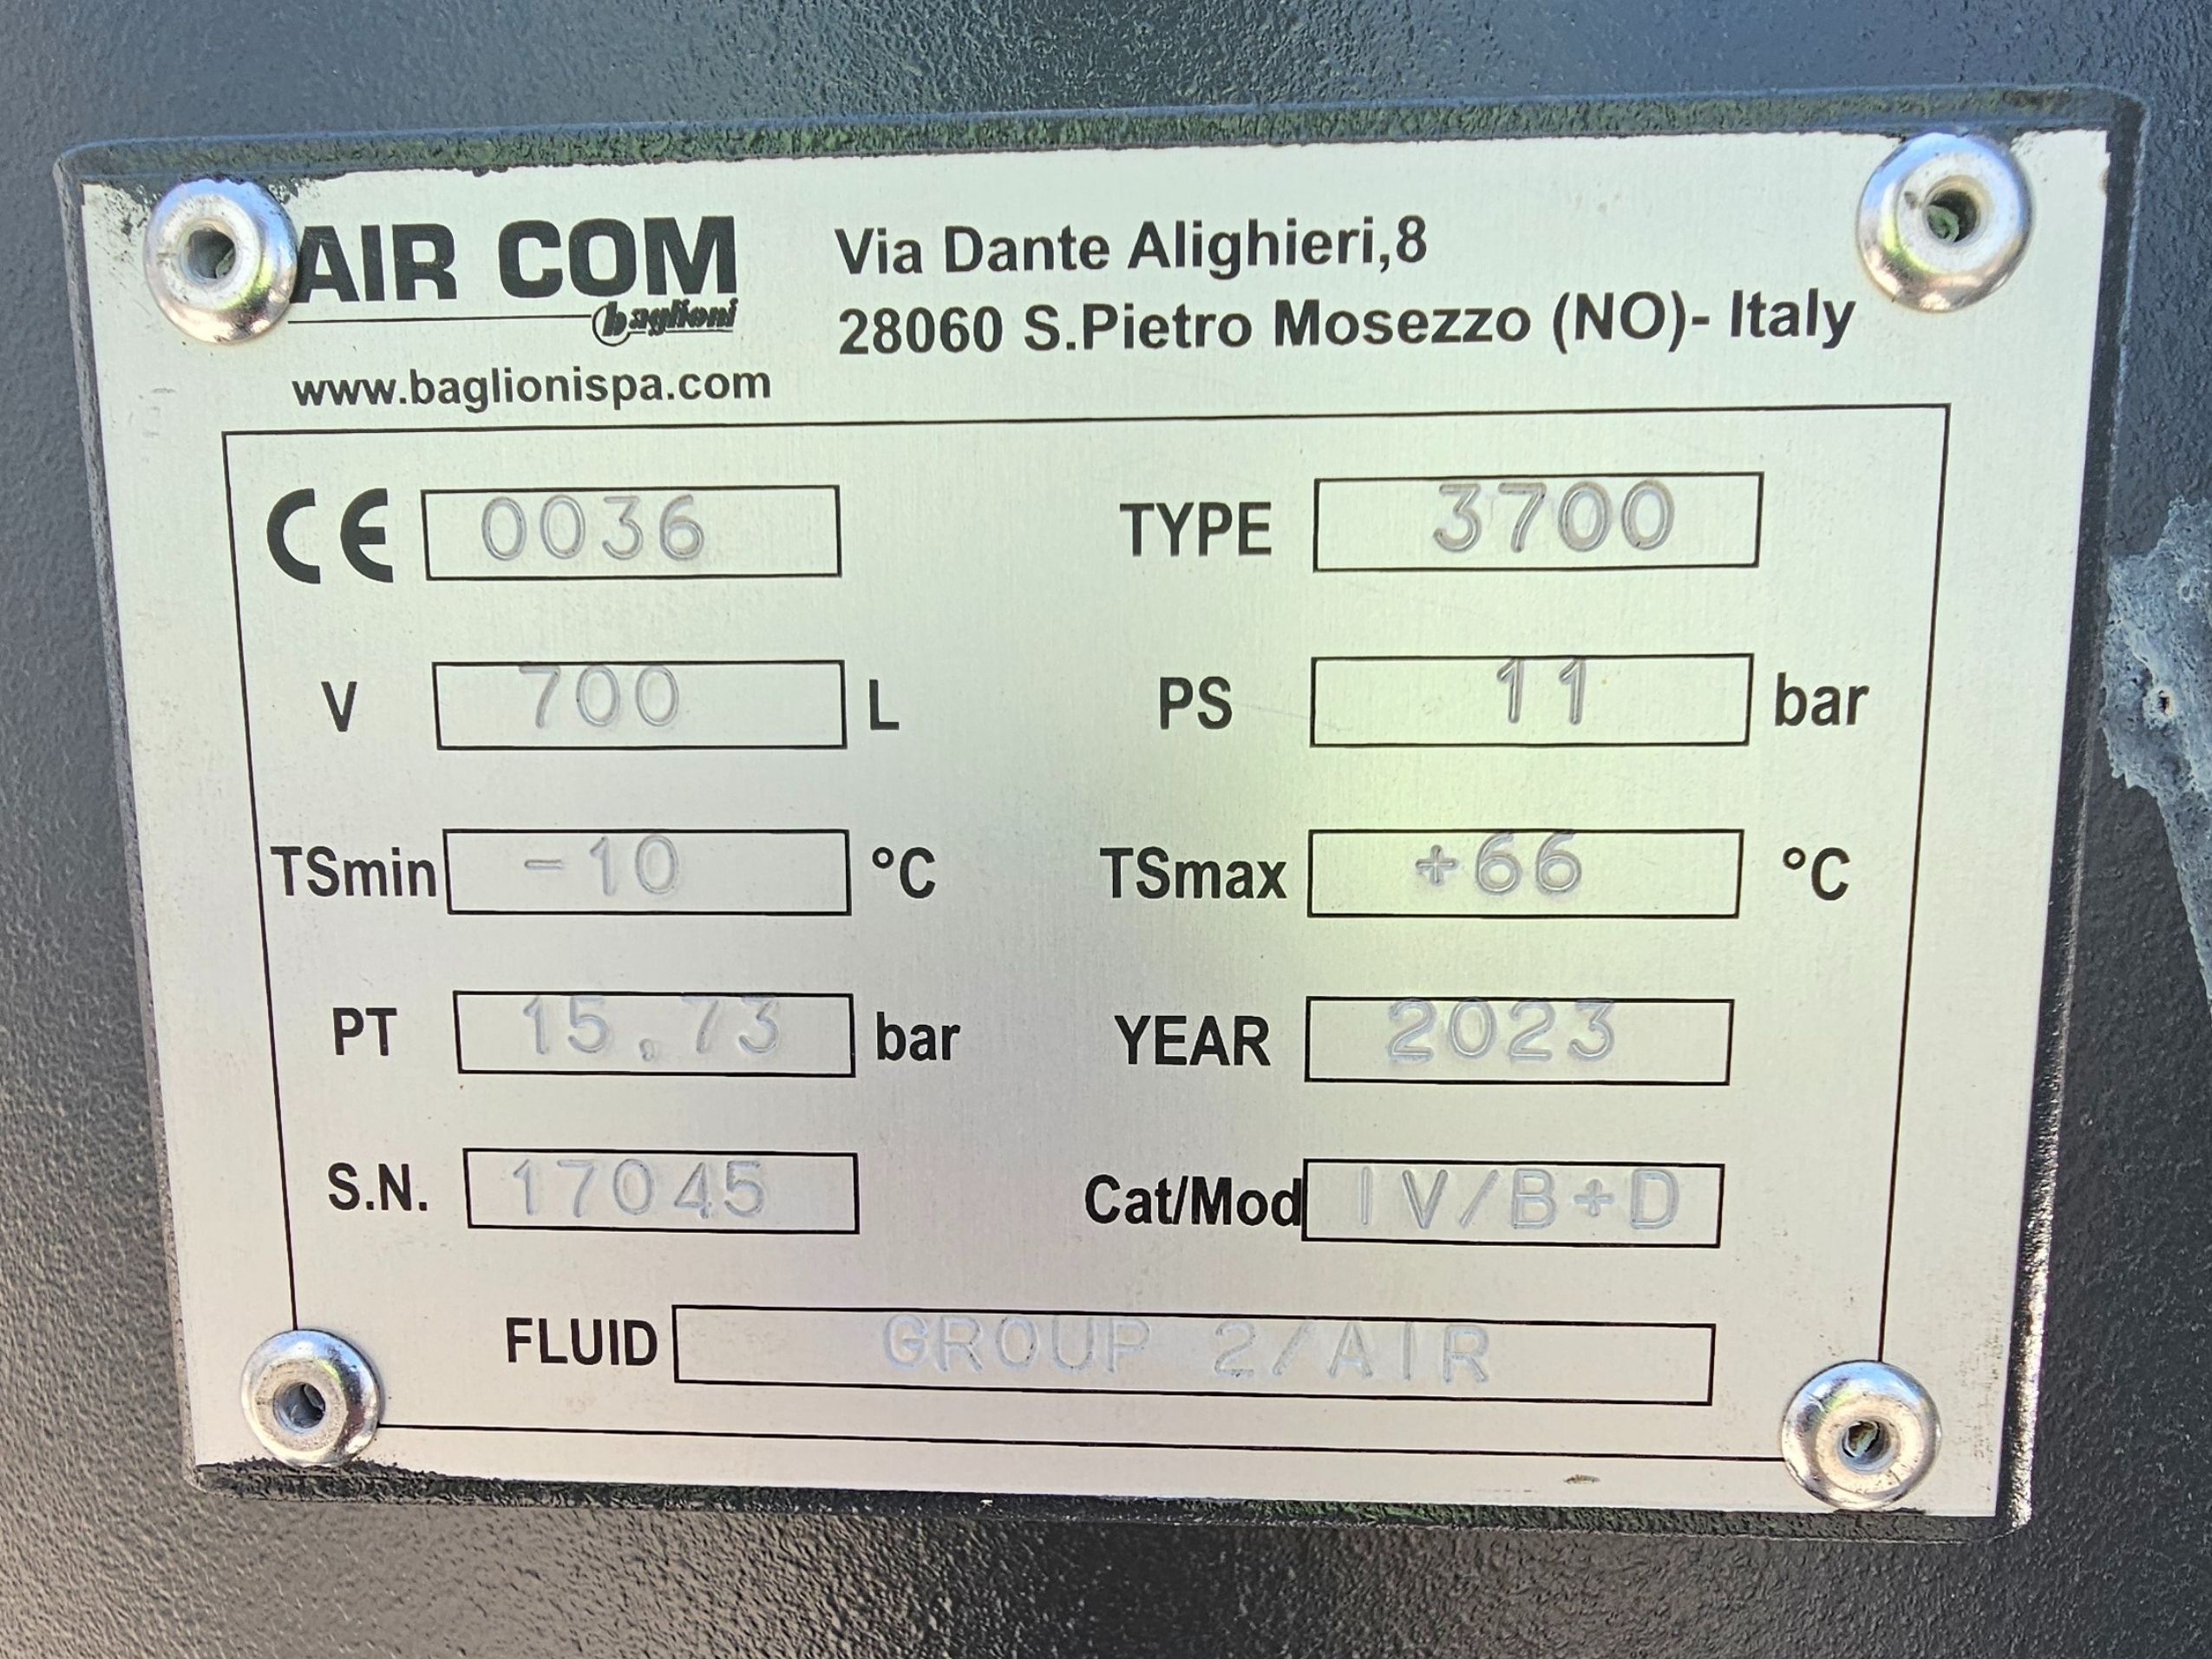 AIR COM
baglioni
www.baglionispa.com
Via Dante Alighieri,8
28060 S.Pietro Mosezzo (NO)- Italy
CE 0036 TYPE 3700
V 700 L PS 11 bar
TSmin -10 °C TSmax +66 °C
PT 15.73 bar YEAR 2023
S.N. 17045 Cat/Mod IV/B+D
FLUID GROUP 2/AIR